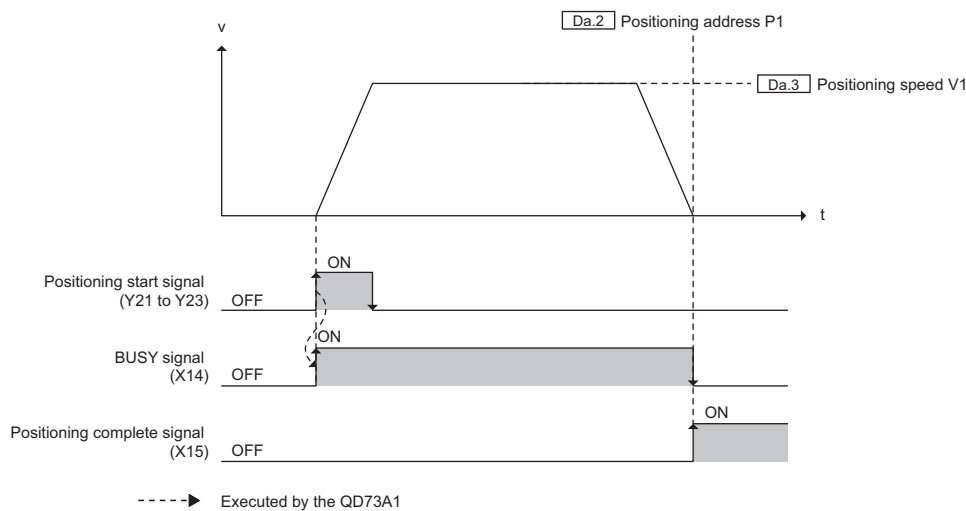 Da.2 Positioning address P1
v
Da.3 Positioning speed V1
t
ON
Positioning start signal
(Y21 to Y23)
OFF
ON
BUSY signal
(X14)
OFF
ON
Positioning complete signal
(X15)
OFF
Executed by the QD73A1